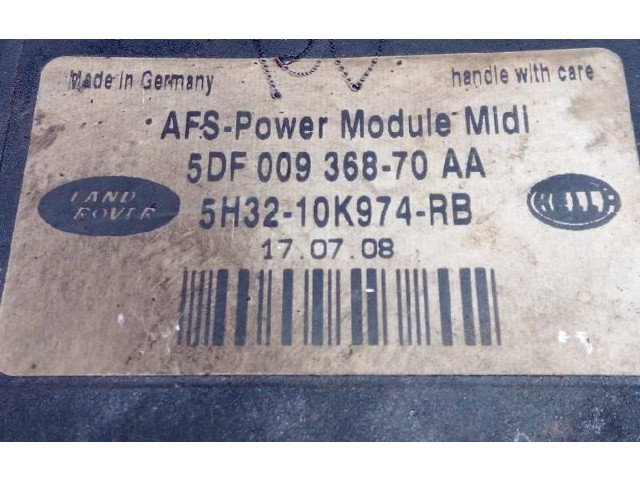 Made in Germany
handle with care
AFS-Power Module Midi
5DF 009 368-70 AA
LAND
ROVER
5H32-10K974-RB
HELLA
17.07.08